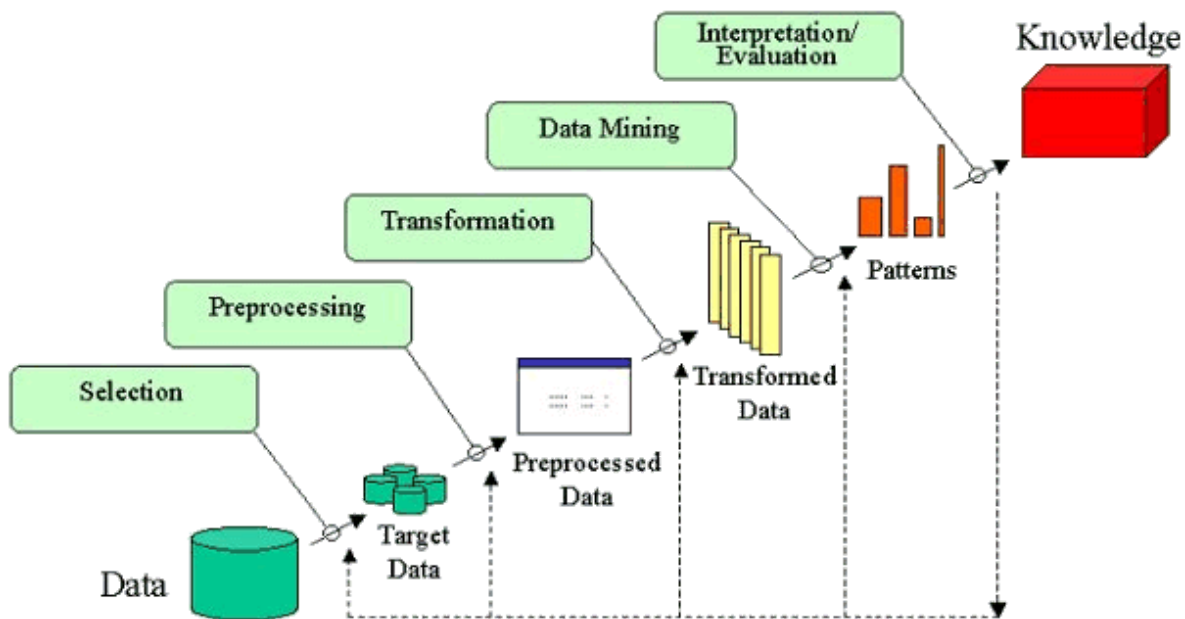 Interpretation/
Evaluation
Knowledge
Data Mining
Transformation
Patterns
Preprocessing
Transformed
Data
Selection
Preprocessed
Data
Target
Data
Data